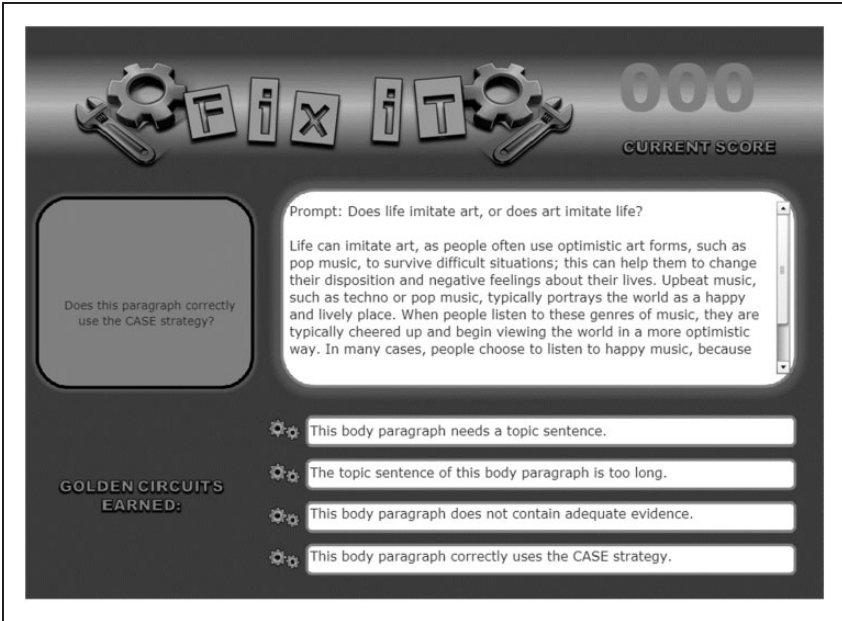 Fix iT
000
CURRENT SCORE
Does this paragraph correctly
use the CASE strategy?
Prompt: Does life imitate art, or does art imitate life?
Life can imitate art, as people often use optimistic art forms, such as
pop music, to survive difficult situations; this can help them to change
their disposition and negative feelings about their lives. Upbeat music,
such as techno or pop music, typically portrays the world as a happy
and lively place. When people listen to these genres of music, they are
typically cheered up and begin viewing the world in a more optimistic
way. In many cases, people choose to listen to happy music, because
This body paragraph needs a topic sentence.
The topic sentence of this body paragraph is too long.
This body paragraph does not contain adequate evidence.
This body paragraph correctly uses the CASE strategy.
GOLDEN CIRCUITS
EARNED: